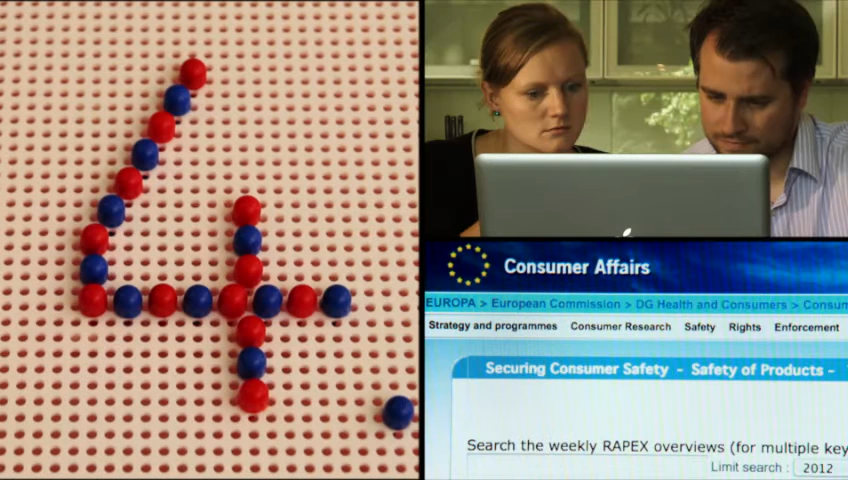 4
Consumer Affairs
EUROPA > European Commission > DG Health and Consumers > Consum
Strategy and programmes Consumer Research Safety Rights Enforcement
Securing Consumer Safety - Safety of Products -
Search the weekly RAPEX overviews (for multiple key
Limit search : 2012